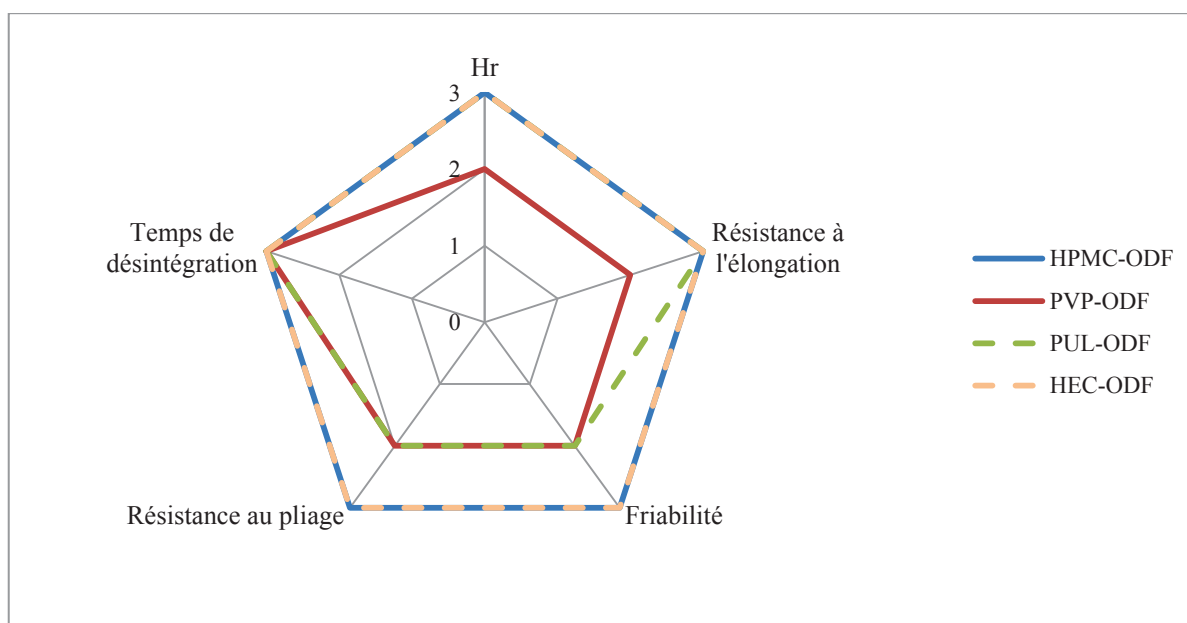 Hr
3
2
1
0
Résistance à
l'élongation
Friabilité
Résistance au pliage
Temps de
désintégration
HPMC-ODF
PVP-ODF
PUL-ODF
HEC-ODF